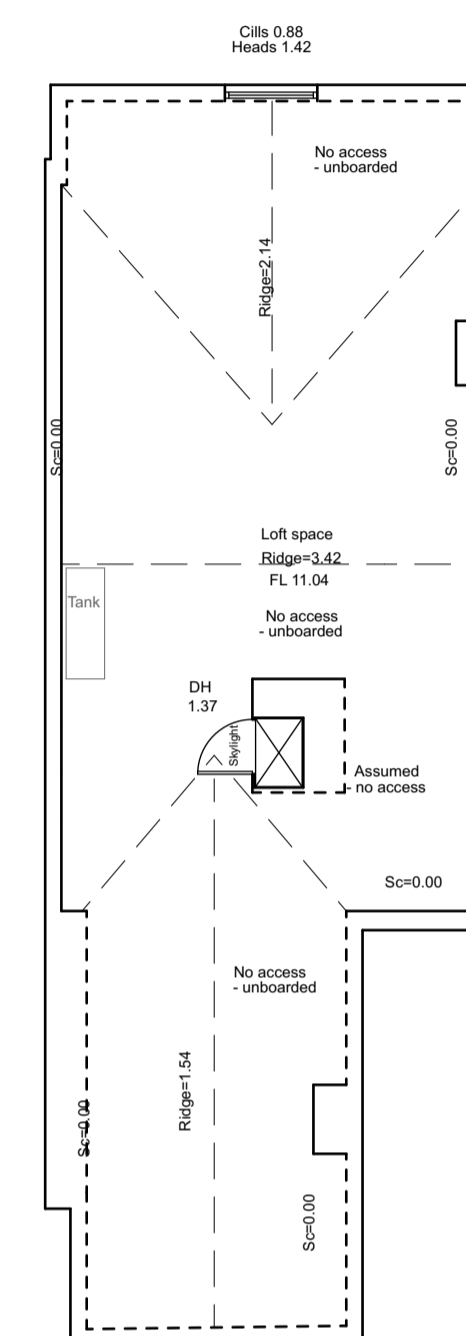 Cills 0.88
Heads 1.42
No access
- unboarded
Ridge=2.14
Sc=0.00
Sc=0.00
Loft space
Ridge=3.42
FL 11.04
Tank
No access
- unboarded
DH
1.37
Skylight
Assumed
- no access
Sc=0.00
No access
- unboarded
Ridge=1.54
Sc=0.00
Sc=0.00